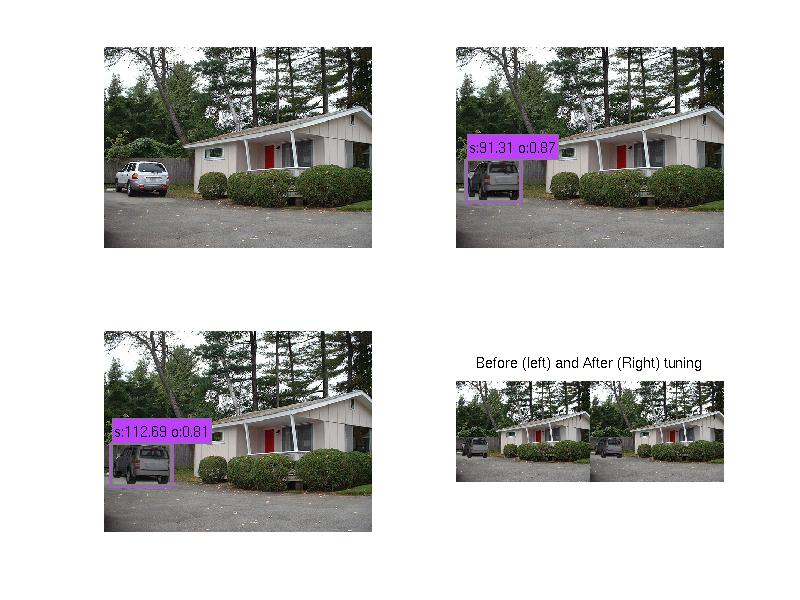 s:91.31 o:0.87
s:112.69 o:0.81
Before (left) and After (Right) tuning